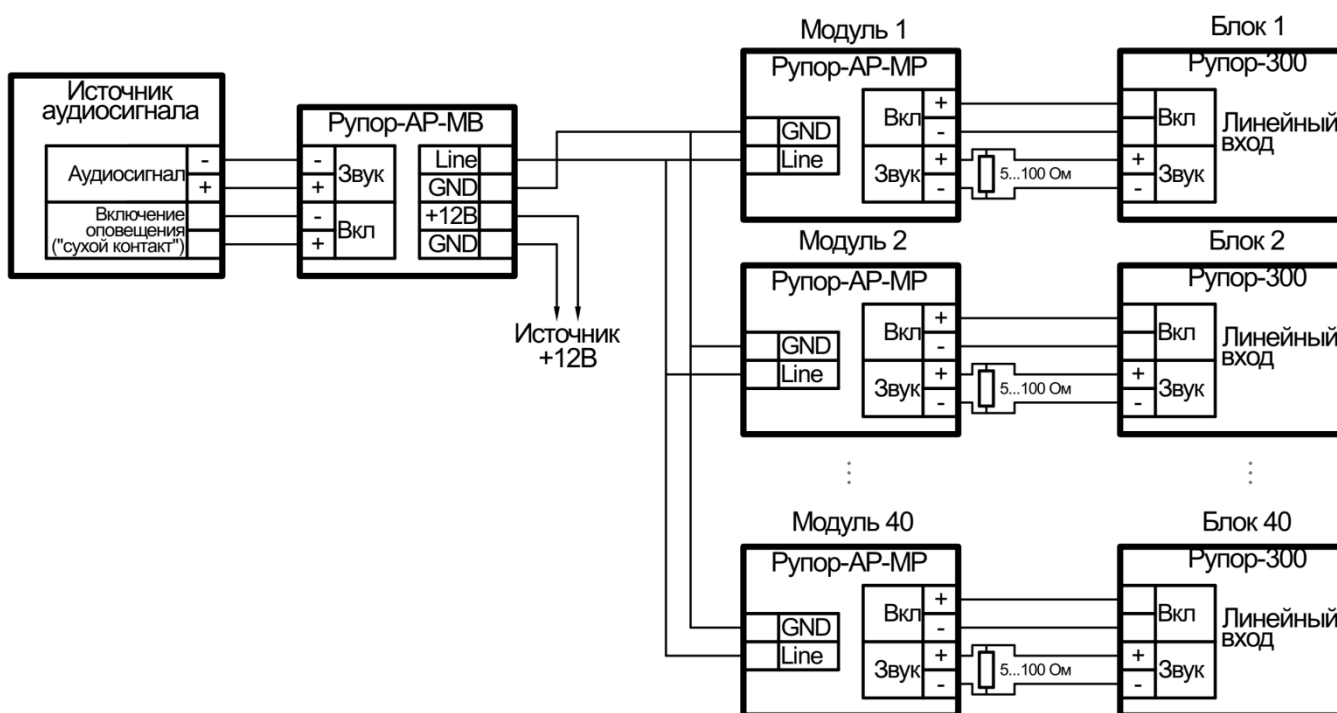 Источник
аудиосигнала
Аудиосигнал
-
+
Включение
оповещения
("сухой контакт")
Рупор-АР-МВ
-
+
Звук
-
+
Вкл
Line
GND
+12В
GND
Источник
+12В
Модуль 1
Рупор-АР-МР
GND
Line
Вкл
+
-
Звук
+
-
5...100 Ом
Блок 1
Рупор-300
Вкл
+
-
Звук
Линейный
вход
Модуль 2
Рупор-АР-МР
GND
Line
Вкл
+
-
Звук
+
-
5...100 Ом
Блок 2
Рупор-300
Вкл
+
-
Звук
Линейный
вход
Модуль 40
Рупор-АР-МР
GND
Line
Вкл
+
-
Звук
+
-
5...100 Ом
Блок 40
Рупор-300
Вкл
+
-
Звук
Линейный
вход